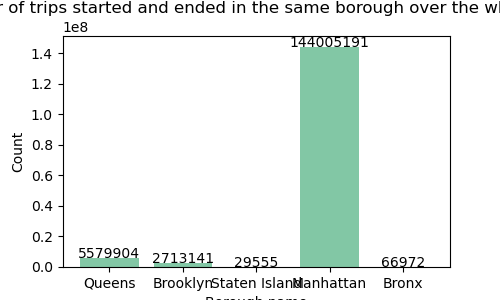 of trips started and ended in the same borough over the
1e8
144005191
1.4
1.2
1.0
0.8
0.6
0.4
0.2
0.0
Count
5579904
2713141
29555
66972
Queens
Brooklyn
Staten Island
Manhattan
Bronx
Borough name